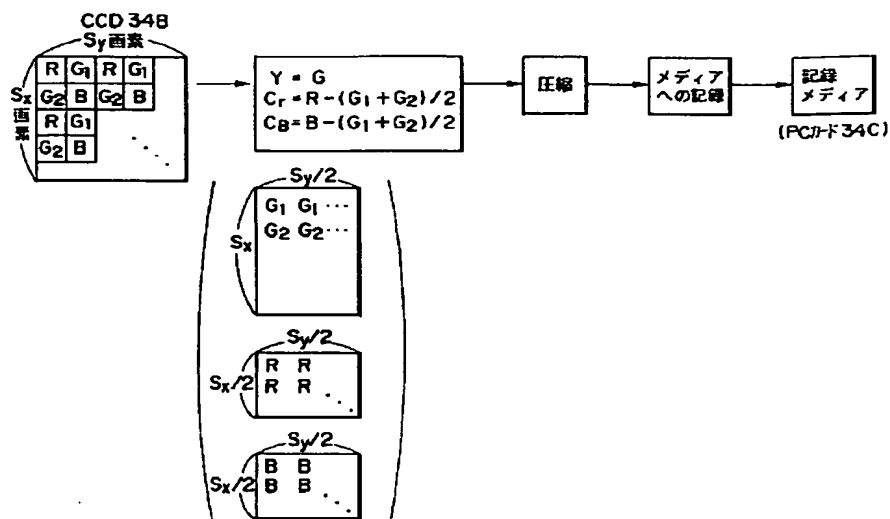 CCD 34B
Sy画素
Sx画素
R G1 R G1
G2 B G2 B
R G1
G2 B
Y = G
Cr = R-(G1+G2)/2
CB = B-(G1+G2)/2
圧縮
メディア
への記録
記録
メディア
(PCカード34C)
Sy/2
Sx
G1 G1 ...
G2 G2 ...
Sy/2
Sx/2
R R
R R
Sy/2
Sx/2
B B
B B